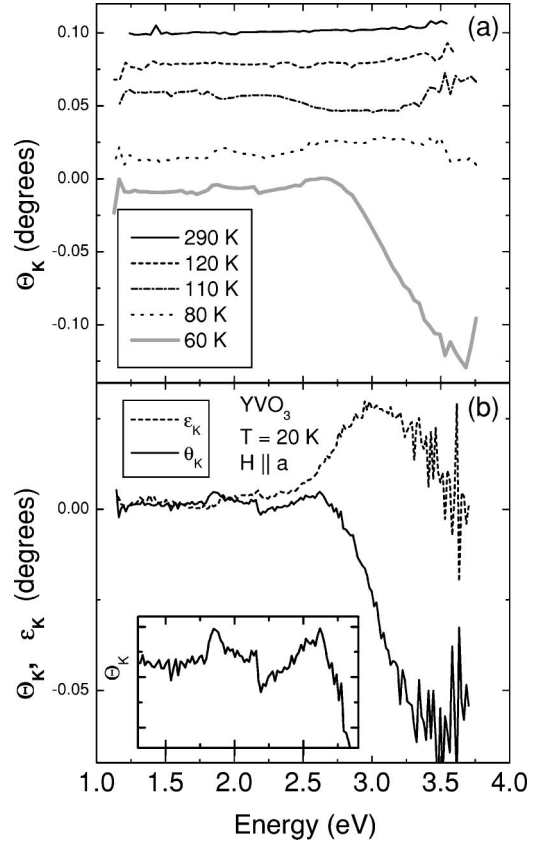 (a)
0.10
0.05
0.00
-0.05
-0.10
Θ_K (degrees)
290 K
120 K
110 K
80 K
60 K
(b)
ε_K
θ_K
YVO₃
T = 20 K
H || a
0.00
-0.05
Θ_K, ε_K (degrees)
Θ_K
1.0 1.5 2.0 2.5 3.0 3.5 4.0
Energy (eV)